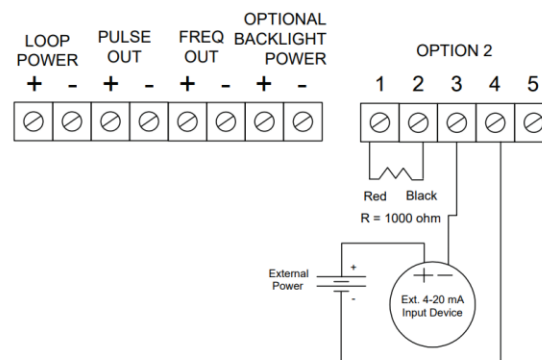 LOOP
POWER
PULSE
OUT
FREQ
OUT
OPTIONAL
BACKLIGHT
POWER
OPTION 2
+ - + - + - + -
1 2 3 4 5
Red Black
R = 1000 ohm
External
Power
+
-
+ -
Ext. 4-20 mA
Input Device